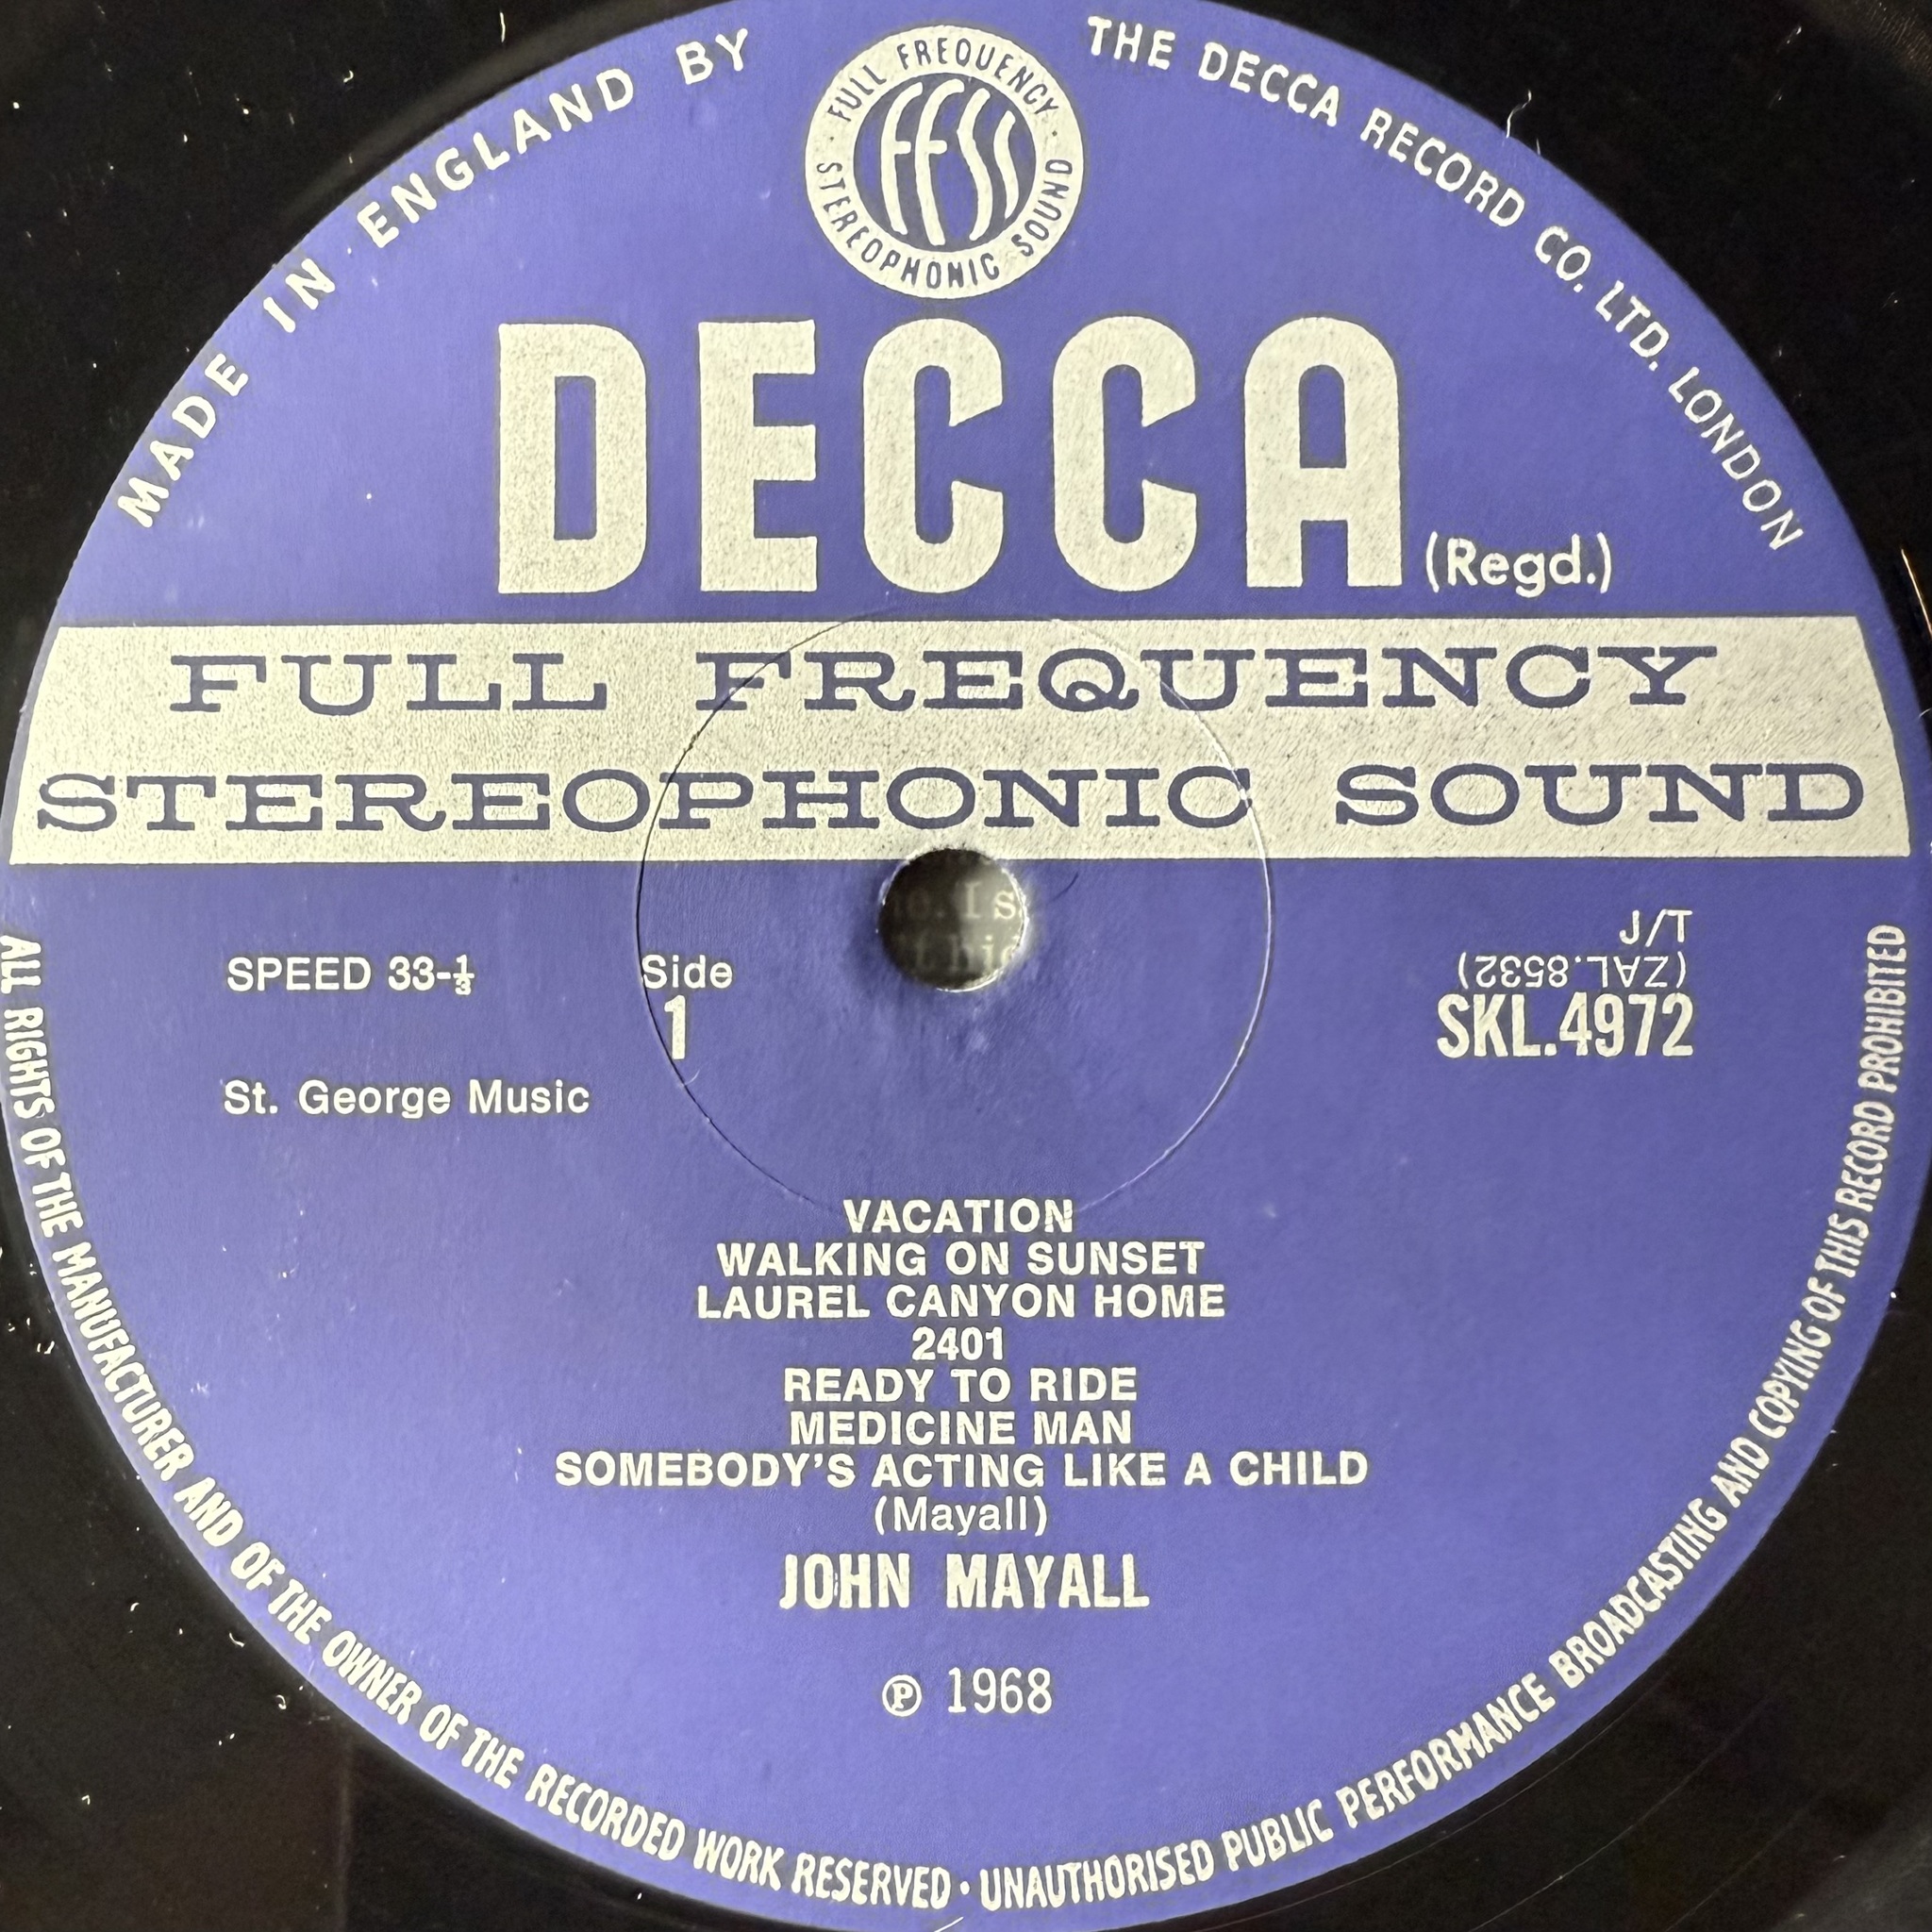 MADE IN ENGLAND BY
THE DECCA RECORD CO. LTD. LONDON
FULL FREQUENCY
FFSS
STEREOPHONIC SOUND
DECCA (Regd.)
FULL FREQUENCY
STEREOPHONIC SOUND
SPEED 33-⅓
Side
1
J/T
(ZAL.8532)
SKL.4972
St. George Music
VACATION
WALKING ON SUNSET
LAUREL CANYON HOME
2401
READY TO RIDE
MEDICINE MAN
SOMEBODY'S ACTING LIKE A CHILD
(Mayall)
JOHN MAYALL
℗ 1968
ALL RIGHTS OF THE MANUFACTURER AND OF THE OWNER OF THE RECORDED WORK RESERVED · UNAUTHORISED PUBLIC PERFORMANCE BROADCASTING AND COPYING OF THIS RECORD PROHIBITED